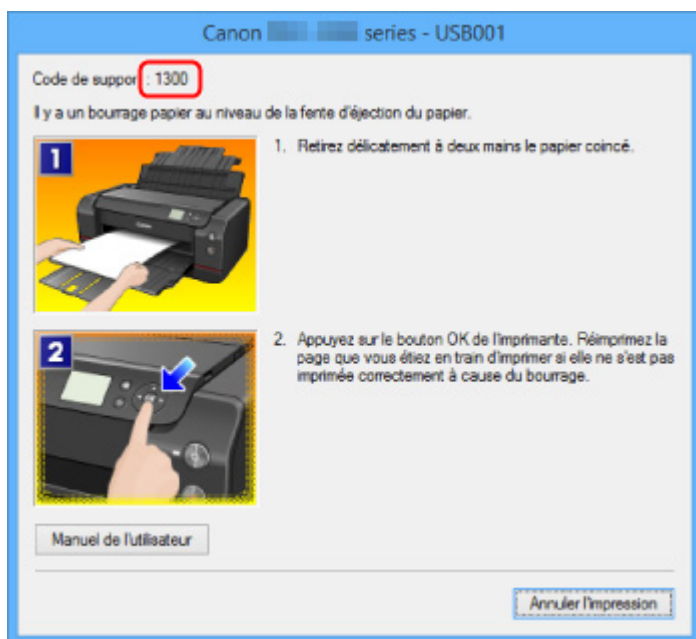 Canon series - USB001
Code de suppor : 1300
Il y a un bourrage papier au niveau de la fente d'éjection du papier.
1
1. Retirez délicatement à deux mains le papier coincé.
2
2. Appuyez sur le bouton OK de l'imprimante. Réimprimez la
page que vous étiez en train d'imprimer si elle ne s'est pas
imprimée correctement à cause du bourrage.
Manuel de l'utilisateur
Annuler l'impression